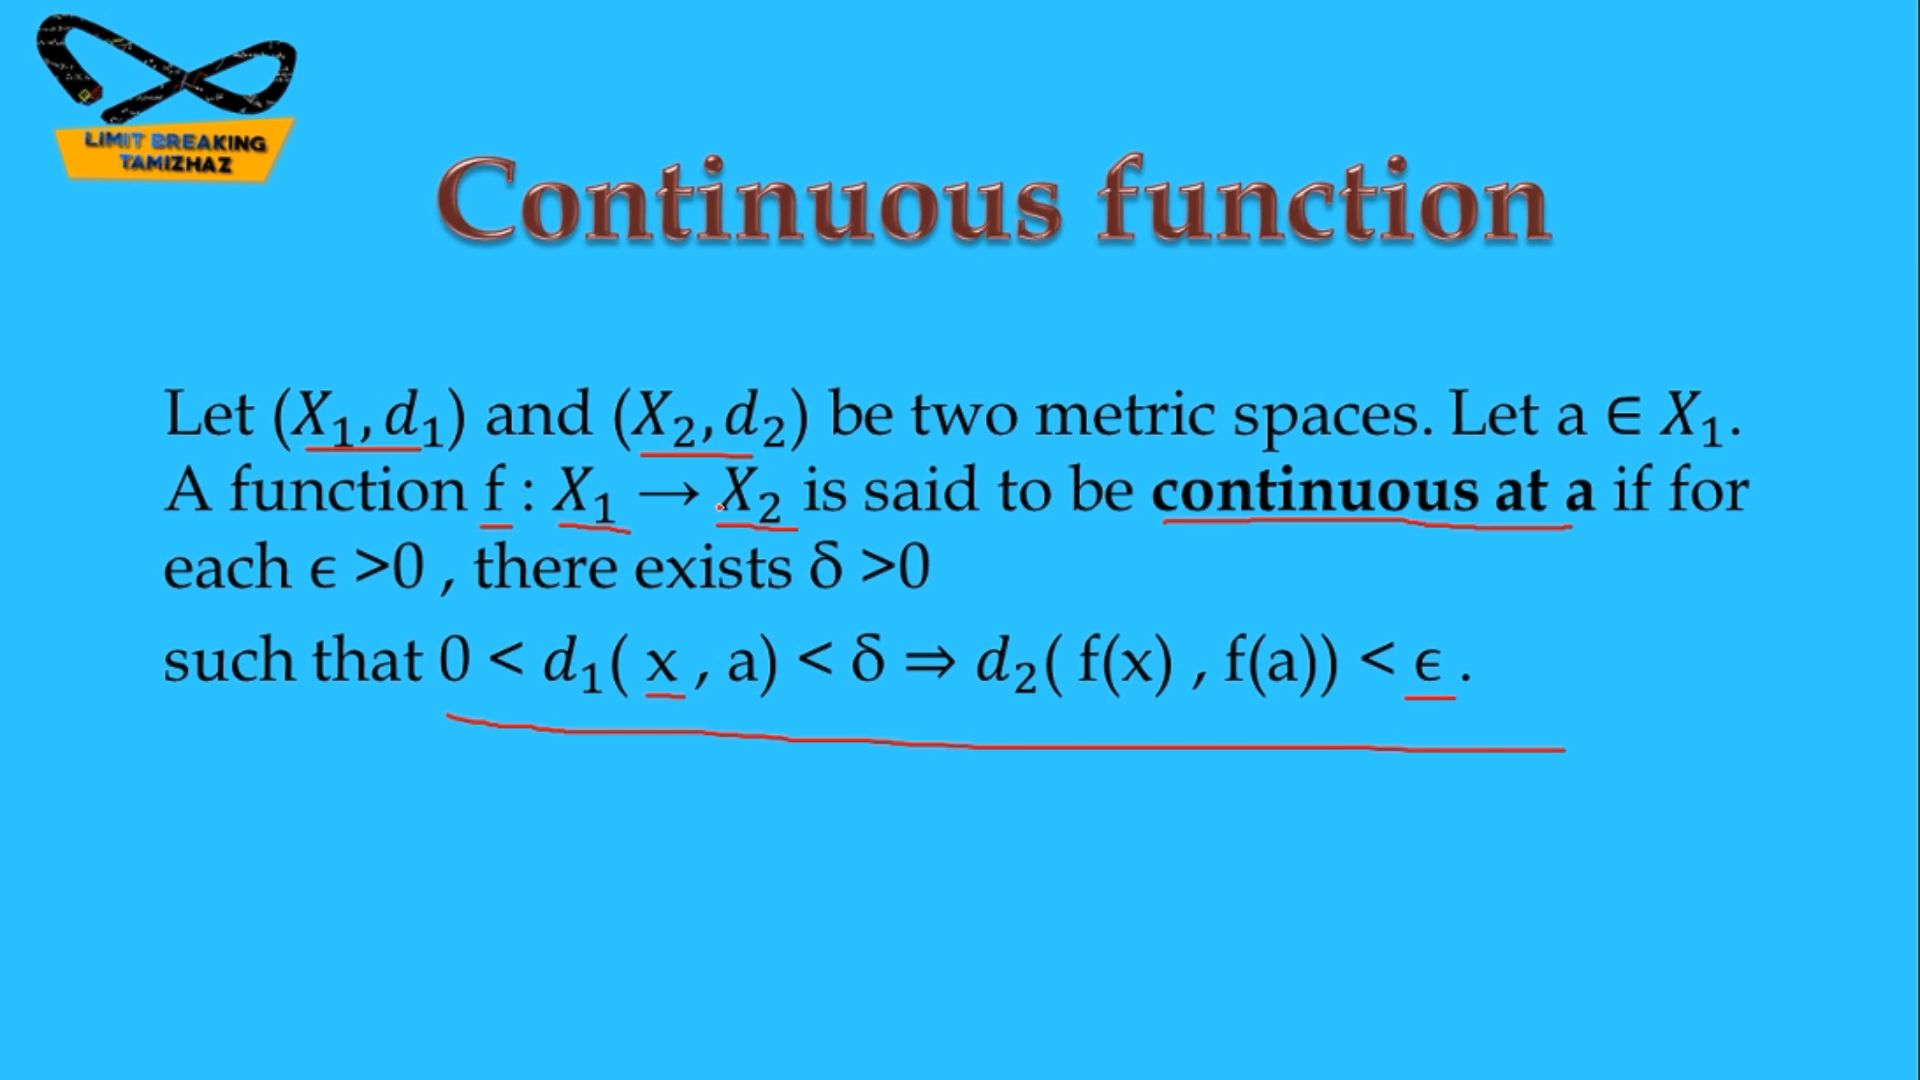 LIMIT BREAKING
TAMIZHAZ
Continuous function
Let (X₁, d₁) and (X₂, d₂) be two metric spaces. Let a ∈ X₁.
A function f : X₁ → X₂ is said to be continuous at a if for
each ϵ >0 , there exists δ >0
such that 0 < d₁( x , a) < δ ⇒ d₂( f(x) , f(a)) < ϵ .